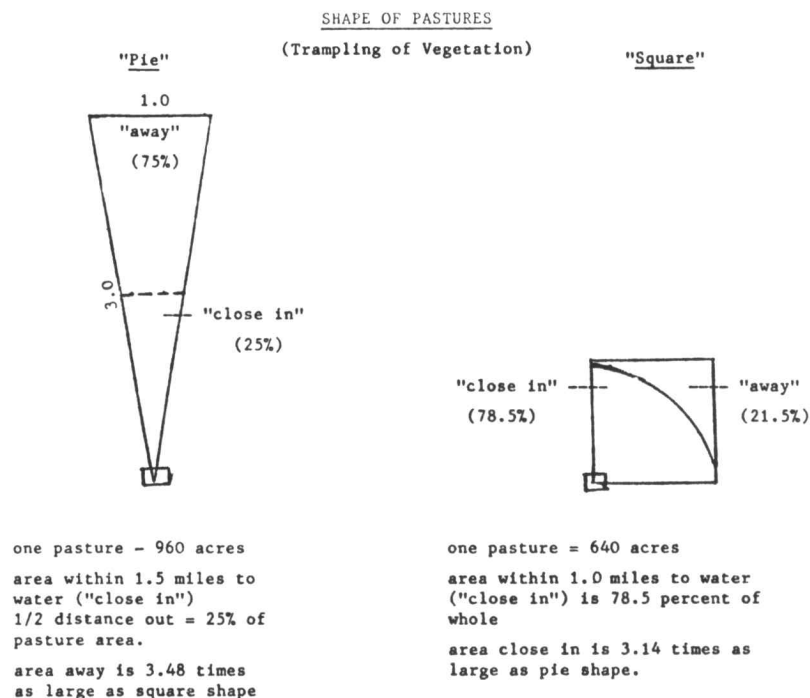 SHAPE OF PASTURES
(Trampling of Vegetation)
"Pie"
1.0
"away"
(75%)
3.0
"close in"
(25%)
one pasture - 960 acres
area within 1.5 miles to
water ("close in")
1/2 distance out = 25% of
pasture area.
area away is 3.48 times
as large as square shape
"Square"
"close in"
(78.5%)
"away"
(21.5%)
one pasture = 640 acres
area within 1.0 miles to water
("close in") is 78.5 percent of
whole
area close in is 3.14 times as
large as pie shape.